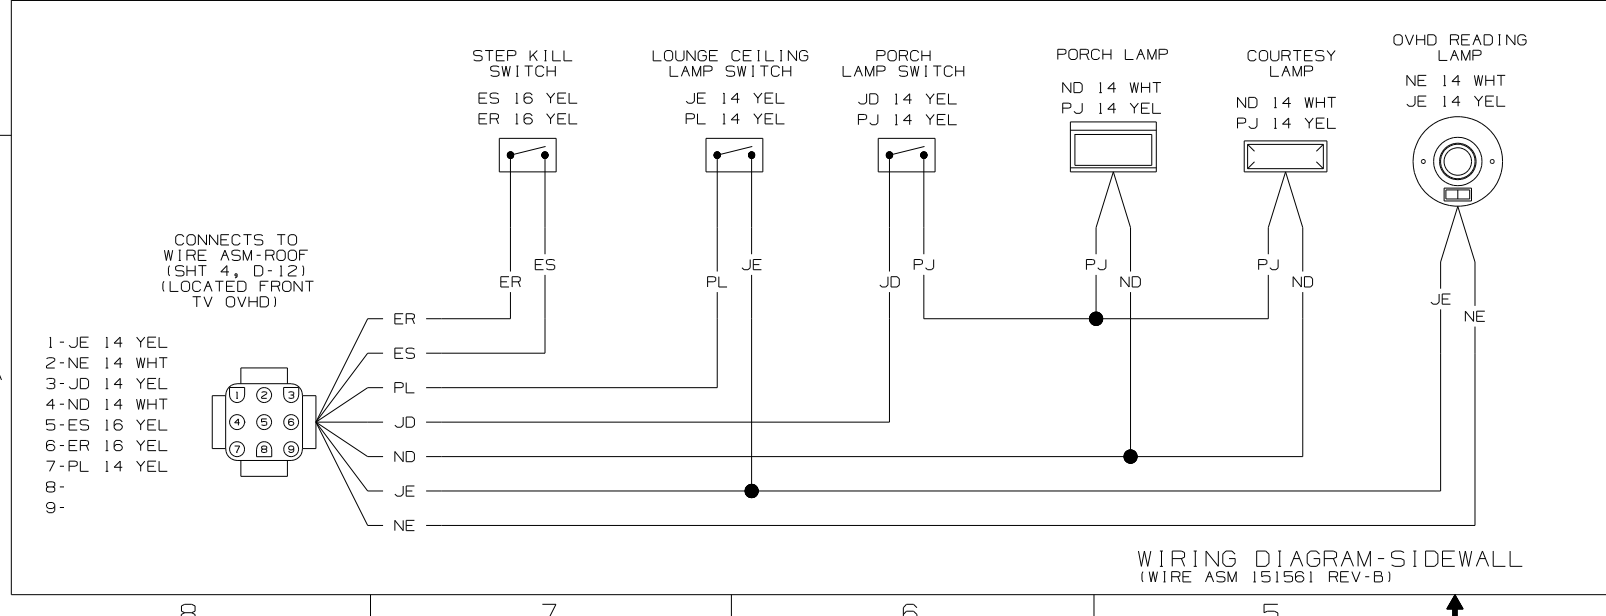 STEP KILL
SWITCH
ES 16 YEL
ER 16 YEL
LOUNGE CEILING
LAMP SWITCH
JE 14 YEL
PL 14 YEL
PORCH
LAMP SWITCH
JD 14 YEL
PJ 14 YEL
PORCH LAMP
ND 14 WHT
PJ 14 YEL
COURTESY
LAMP
ND 14 WHT
PJ 14 YEL
OVHD READING
LAMP
NE 14 WHT
JE 14 YEL
CONNECTS TO
WIRE ASM-ROOF
(SHT 4, D-12)
(LOCATED FRONT
TV OVHD)
ES
ER
JE
PL
PJ
JD
PJ
ND
PJ
ND
JE
NE
1-JE 14 YEL
2-NE 14 WHT
3-JD 14 YEL
4-ND 14 WHT
5-ES 16 YEL
6-ER 16 YEL
7-PL 14 YEL
8-
9-
1 2 3
4 5 6
7 8 9
ER
ES
PL
JD
ND
JE
NE
WIRING DIAGRAM-SIDEWALL
(WIRE ASM 151561 REV-B)
8 7 6 5